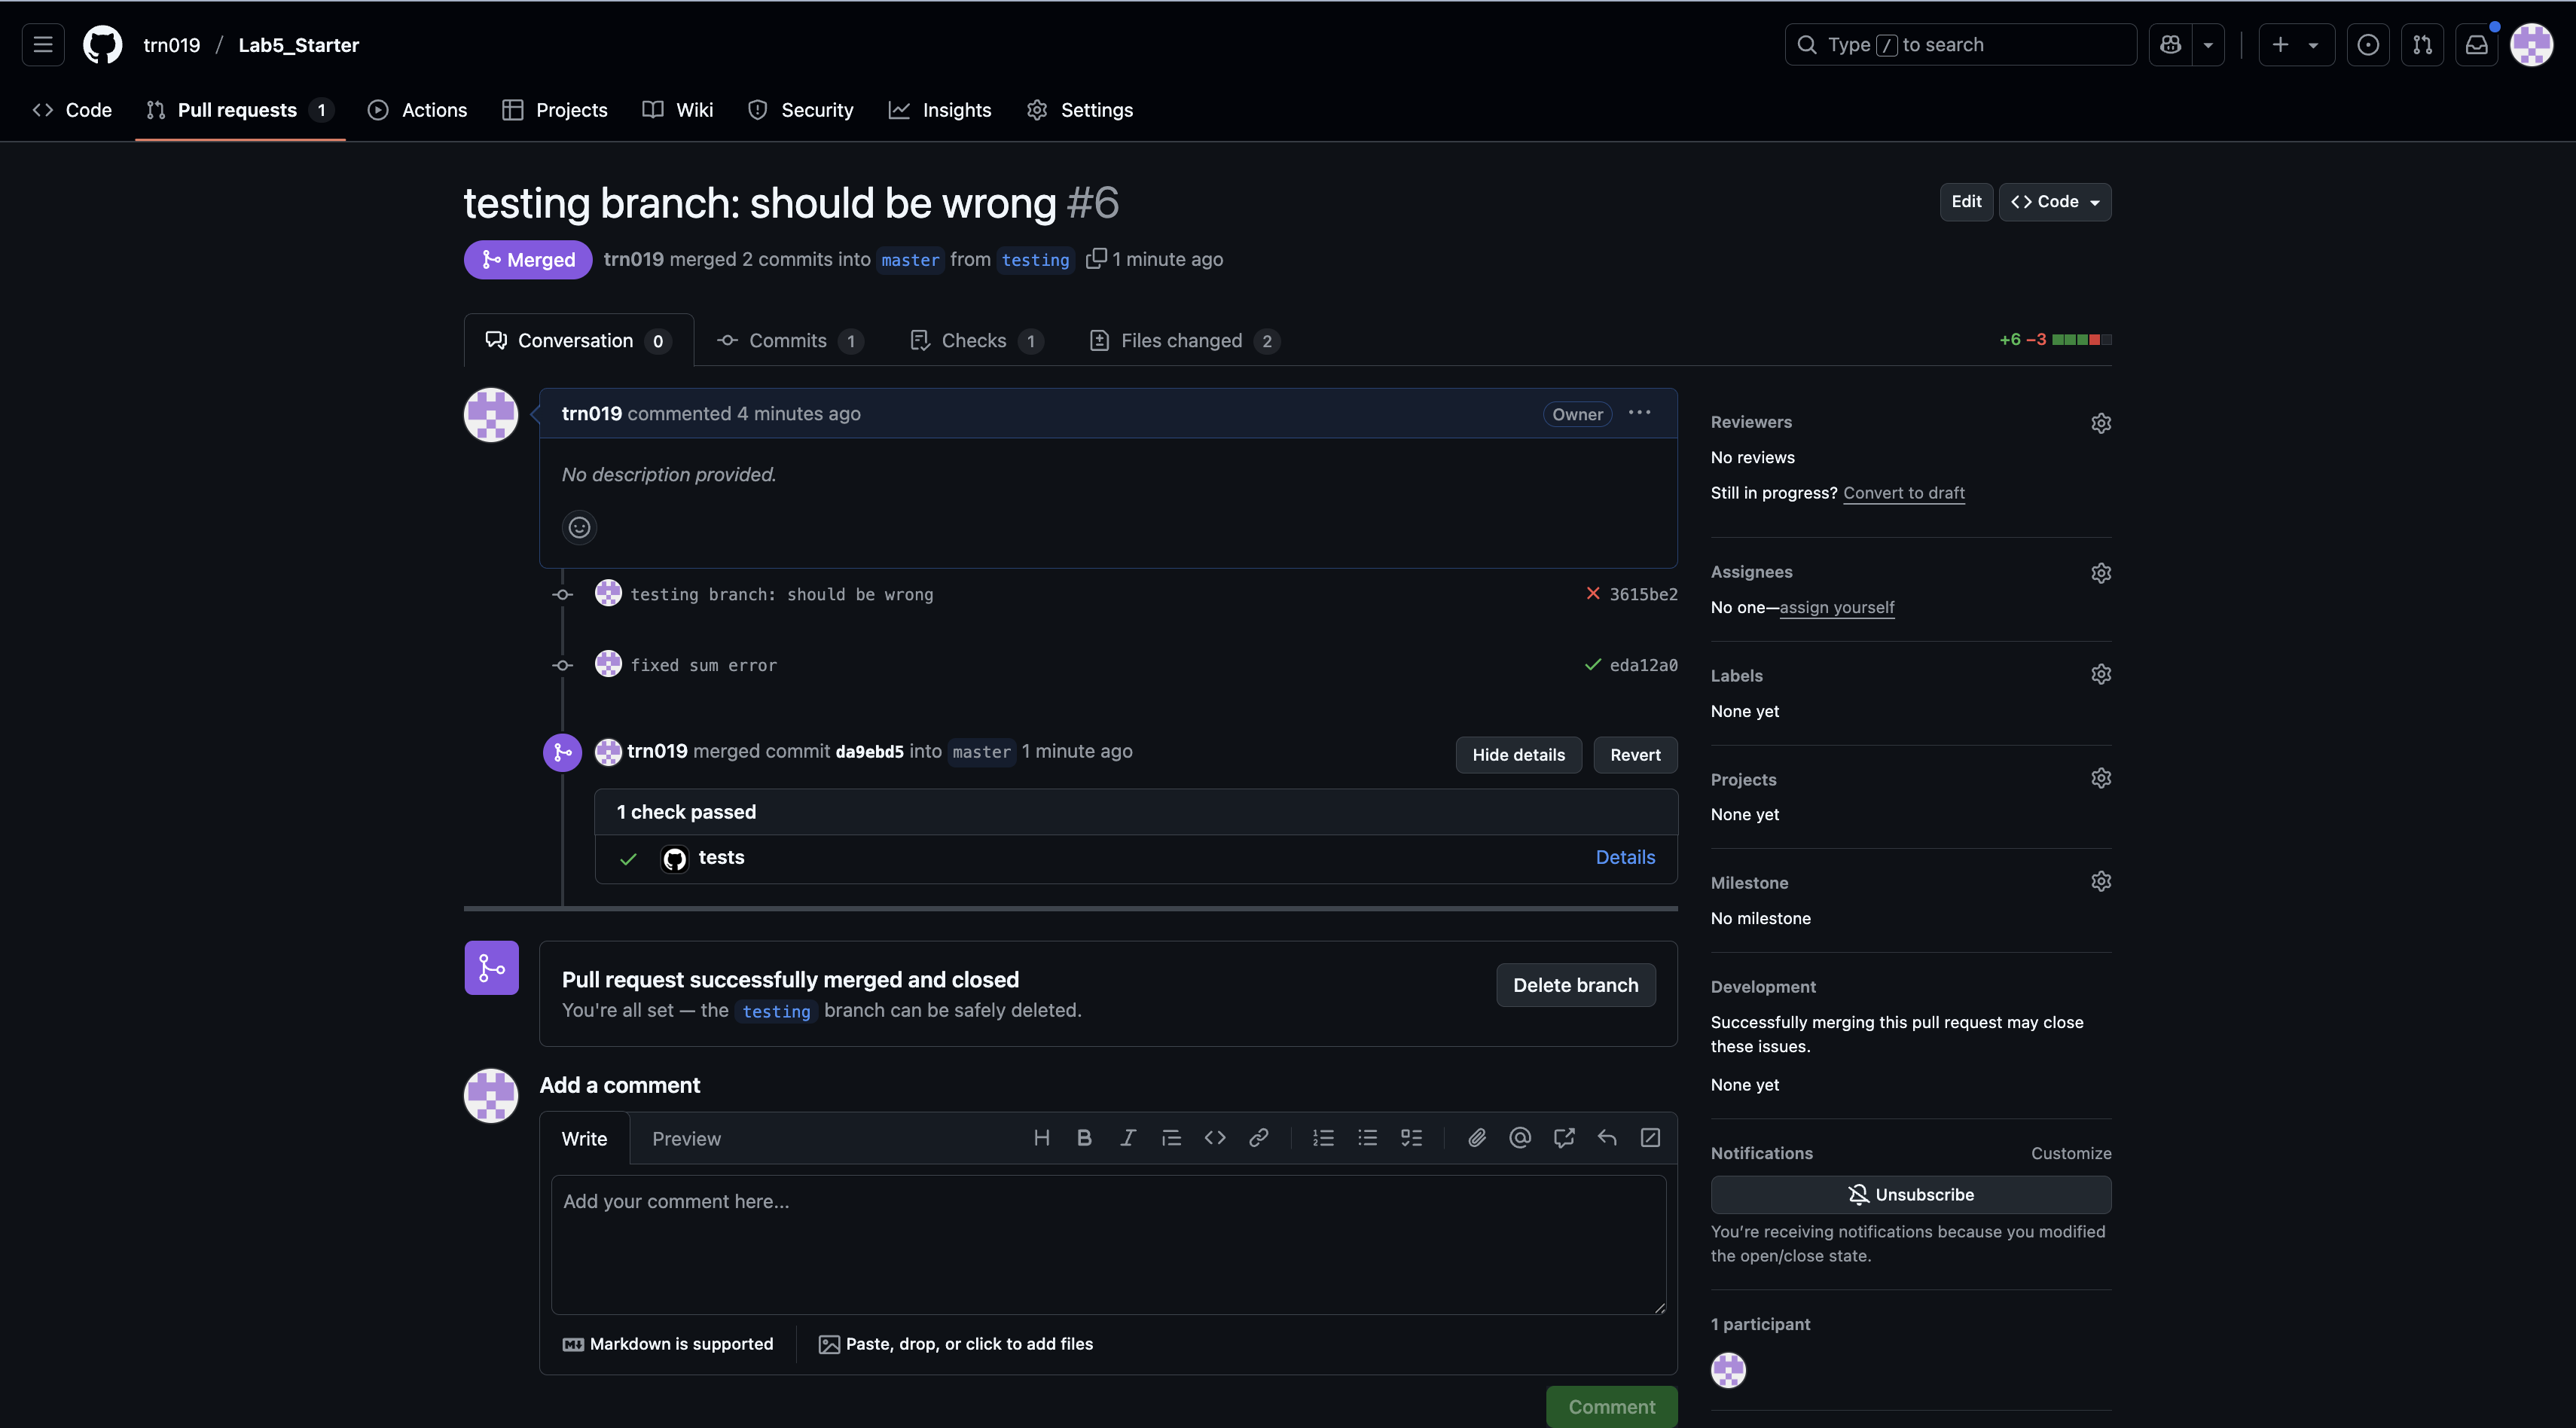 trn019 / Lab5_Starter
Type / to search
Code
Pull requests 1
Actions
Projects
Wiki
Security
Insights
Settings
testing branch: should be wrong #6
Edit
Code
Merged
trn019 merged 2 commits into master from testing 1 minute ago
Conversation 0
Commits 1
Checks 1
Files changed 2
+6 −3
trn019 commented 4 minutes ago
Owner
No description provided.
testing branch: should be wrong
3615be2
fixed sum error
eda12a0
trn019 merged commit da9ebd5 into master 1 minute ago
Hide details
Revert
1 check passed
tests
Details
Pull request successfully merged and closed
You're all set — the testing branch can be safely deleted.
Delete branch
Add a comment
Write
Preview
H B I
Add your comment here...
Markdown is supported
Paste, drop, or click to add files
Comment
Reviewers
No reviews
Still in progress? Convert to draft
Assignees
No one—assign yourself
Labels
None yet
Projects
None yet
Milestone
No milestone
Development
Successfully merging this pull request may close
these issues.
None yet
Notifications
Customize
Unsubscribe
You’re receiving notifications because you modified
the open/close state.
1 participant